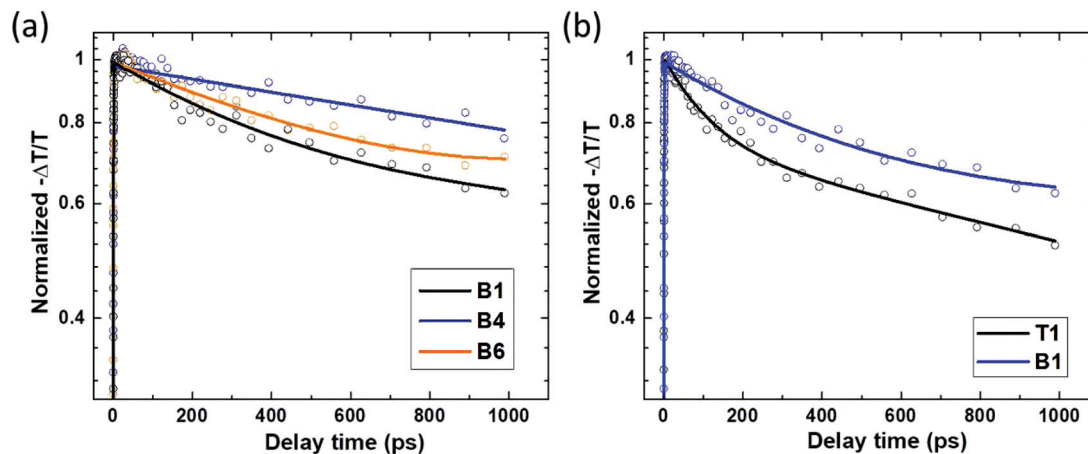 (a)
Normalized -ΔT/T
1
0.8
0.6
0.4
0 200 400 600 800 1000
Delay time (ps)
B1
B4
B6
(b)
Normalized -ΔT/T
1
0.8
0.6
0.4
0 200 400 600 800 1000
Delay time (ps)
T1
B1